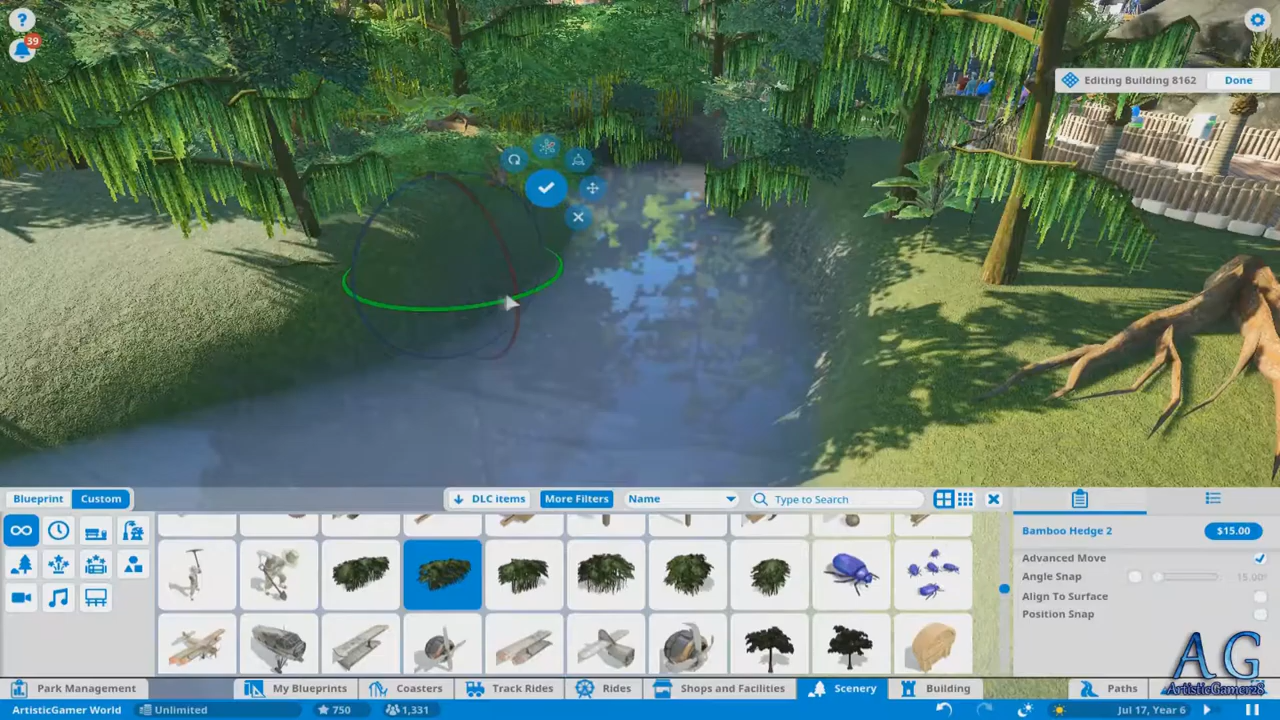 ?
39
Editing Building 8162 Done
Blueprint Custom DLC items More Filters Name Type to Search
Bamboo Hedge 2 $15.00
Advanced Move
Angle Snap 15.00°
Align To Surface
Position Snap
AG
ArtisticGamer28
Park Management My Blueprints Coasters Track Rides Rides Shops and Facilities Scenery Building Paths
ArtisticGamer World Unlimited 750 1,331 Jul 17, Year 6